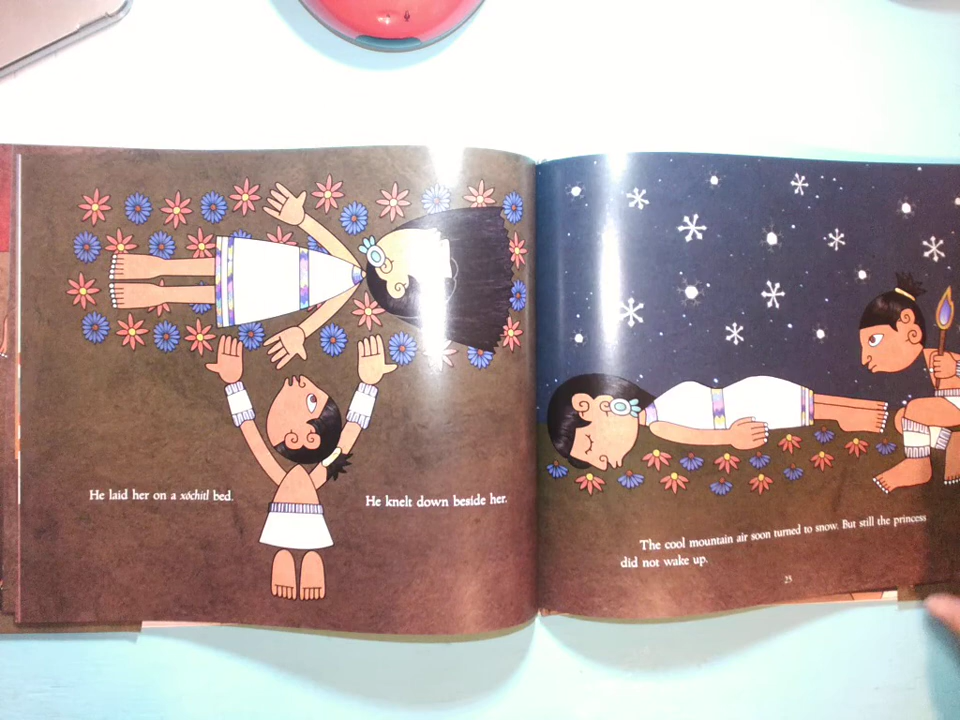 He laid her on a xóchitl bed.
He knelt down beside her.
The cool mountain air soon turned to snow. But still the princess
did not wake up.
25